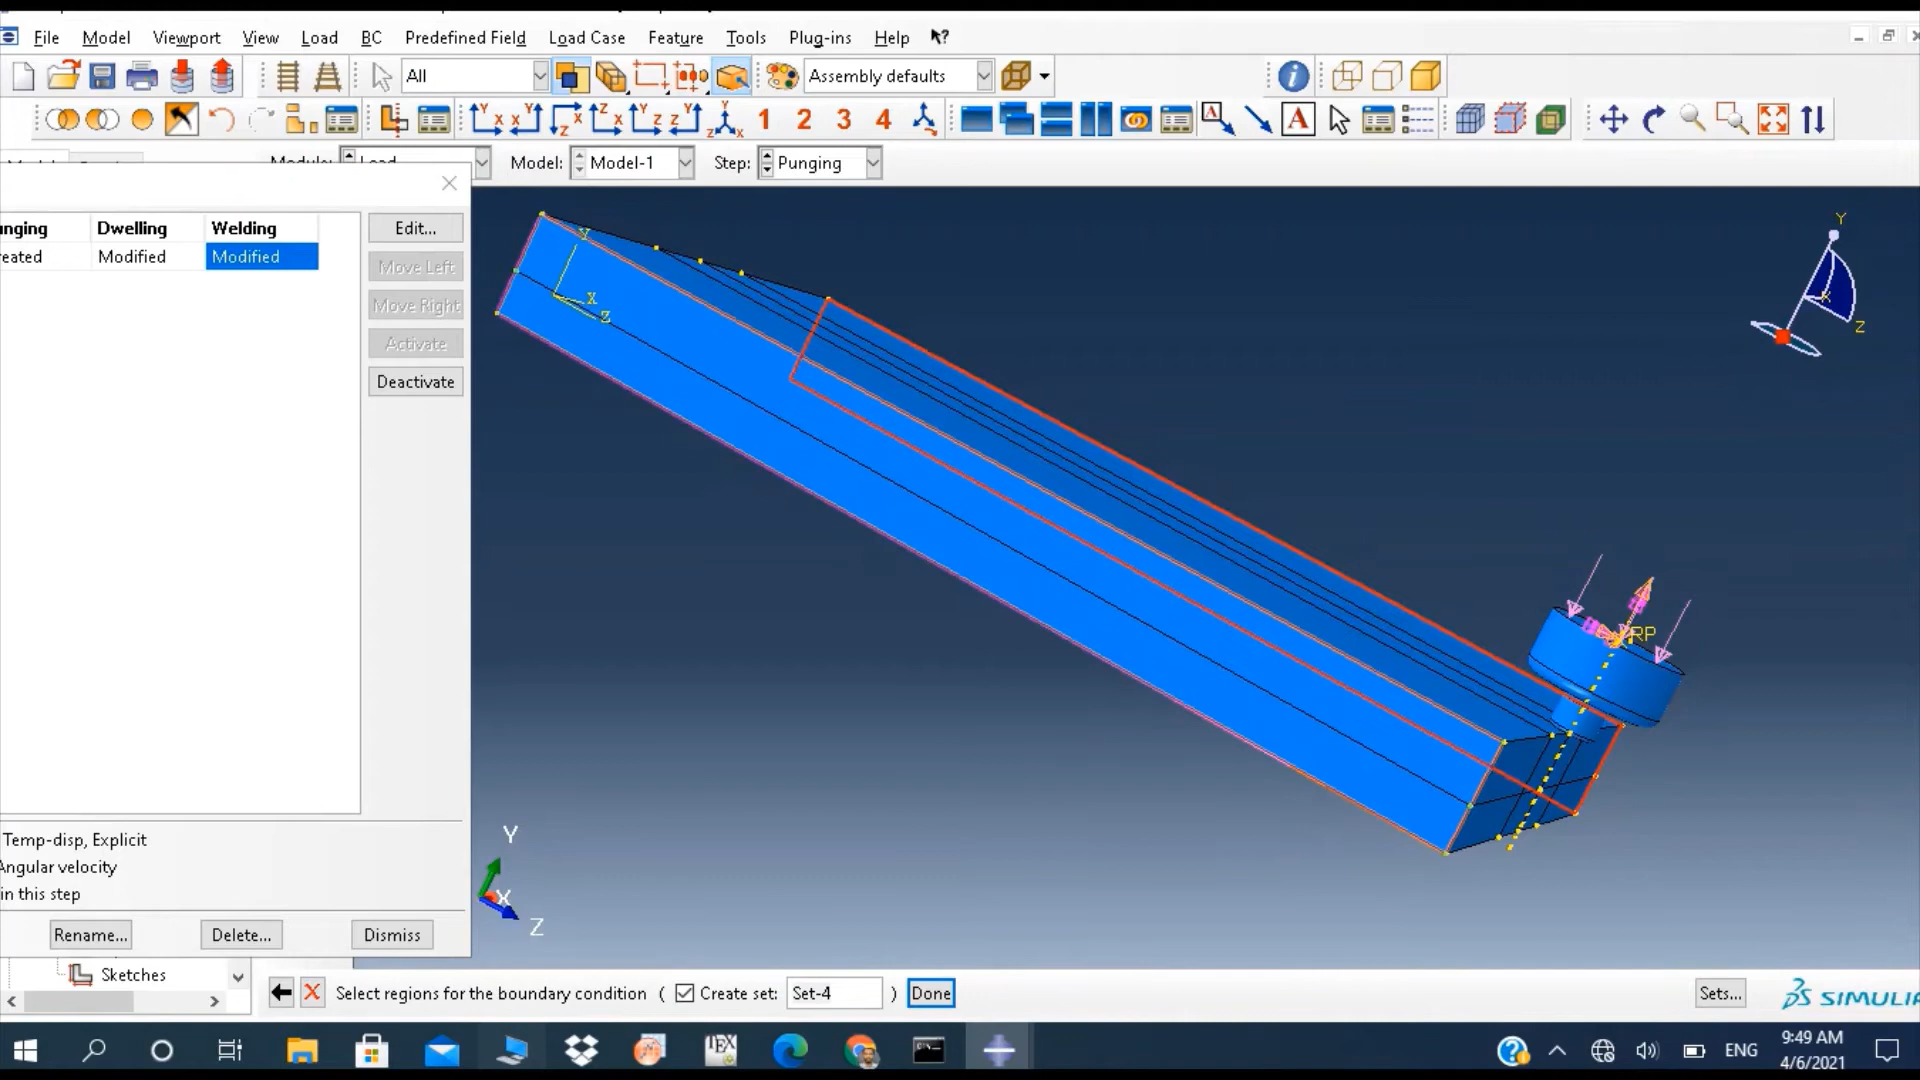 File Model Viewport View Load BC Predefined Field Load Case Feature Tools Plug-ins Help
All Assembly defaults
1 2 3 4
Module: Load Model: Model-1 Step: Punging
nging Dwelling Welding Edit...
eated Modified Modified
Move Left
Move Right
Activate
Deactivate
Y
X
Z
Y
X
Z
RP
Temp-disp, Explicit
Angular velocity
in this step
Y
X
Z
Rename... Delete... Dismiss
Sketches
Select regions for the boundary condition ( Create set: Set-4 ) Done Sets... SIMULIA
ENG 9:49 AM
4/6/2021